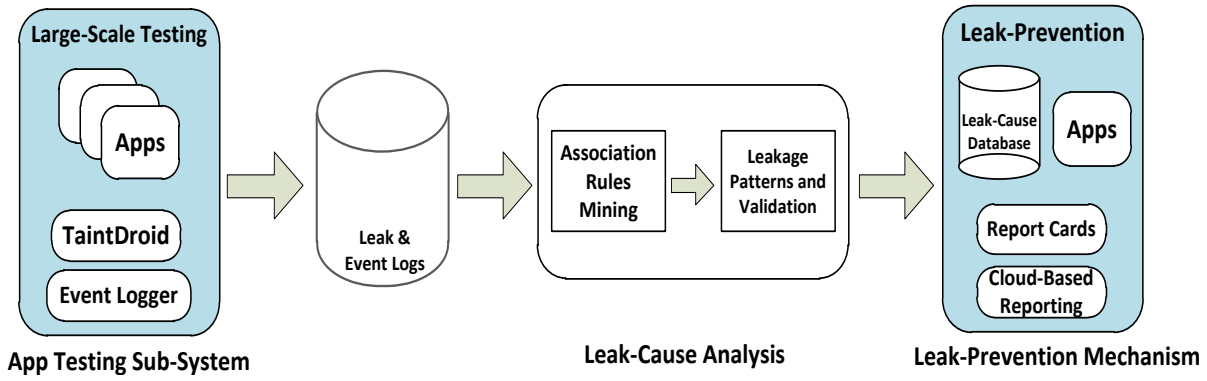 Large-Scale Testing
Apps
TaintDroid
Event Logger
App Testing Sub-System
Leak &
Event Logs
Association
Rules
Mining
Leakage
Patterns and
Validation
Leak-Cause Analysis
Leak-Prevention
Leak-Cause
Database
Apps
Report Cards
Cloud-Based
Reporting
Leak-Prevention Mechanism